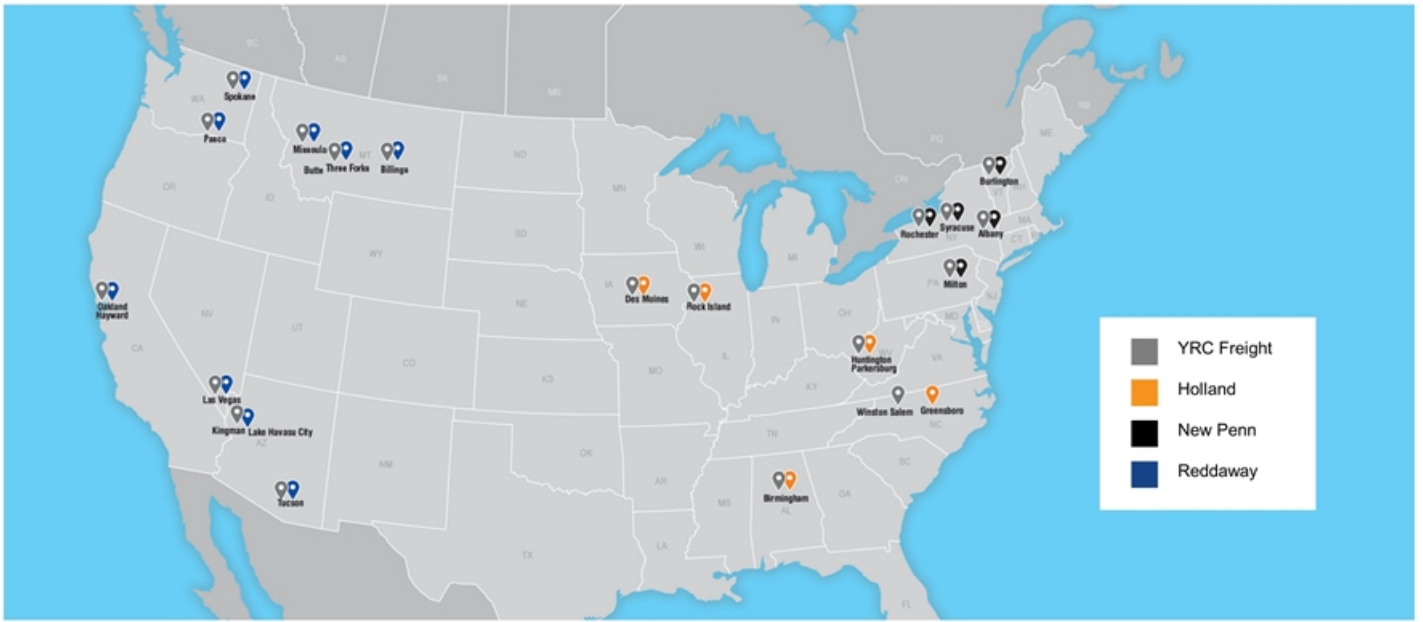 BC
AB
SK
MB
Spokane
WA
Pasco
Missoula
Butte Three Forks
MT
Billings
ND
MN
OR
ID
SD
WY
WI
MI
ON
PQ
NB
ME
Burlington
VT
NH
Rochester
Syracuse
Albany
NY
MA
CT
Milton
PA
NJ
MD
Oakland
Hayward
NV
UT
CA
CO
NE
KS
IA
Des Moines
Rock Island
IL
IN
OH
MO
KY
Huntington
Parkersburg
WV
VA
Las Vegas
Kingman Lake Havasu City
AZ
Tucson
NM
OK
TX
AR
LA
TN
MS
Birmingham
AL
GA
SC
Winston Salem
Greensboro
NC
FL
YRC Freight
Holland
New Penn
Reddaway